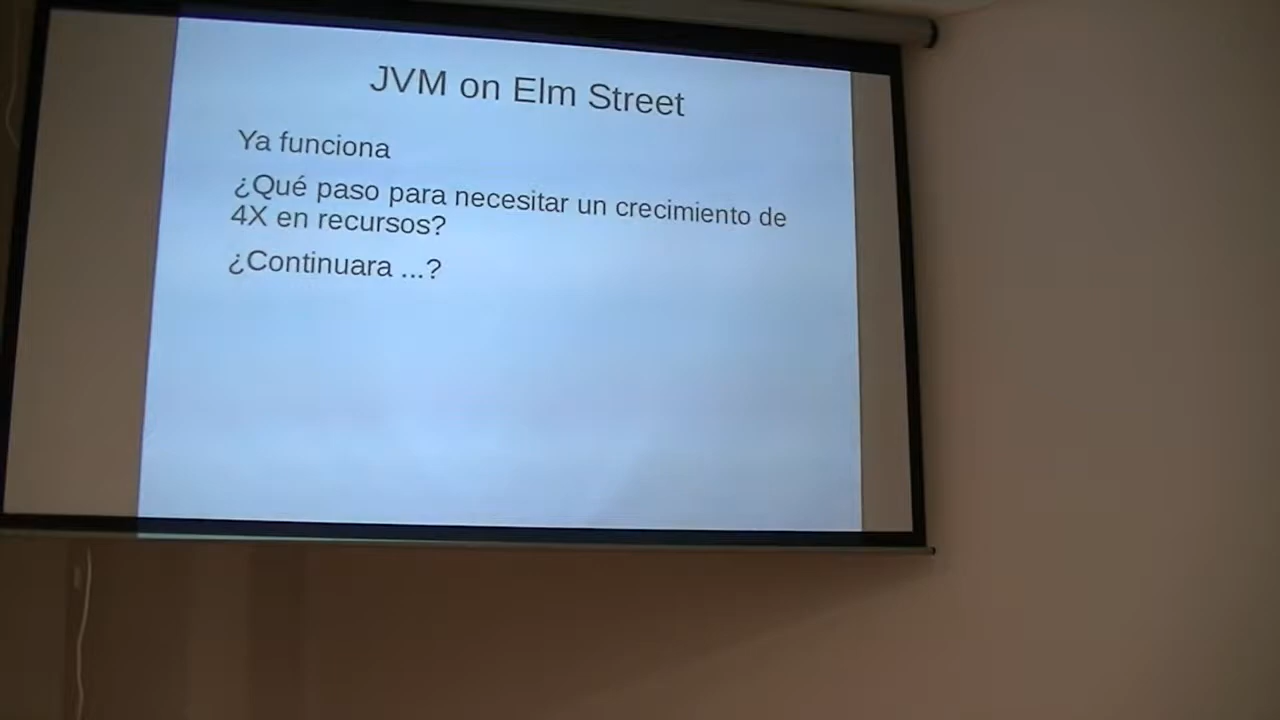 JVM on Elm Street
Ya funciona
¿Qué paso para necesitar un crecimiento de
4X en recursos?
¿Continuara ...?